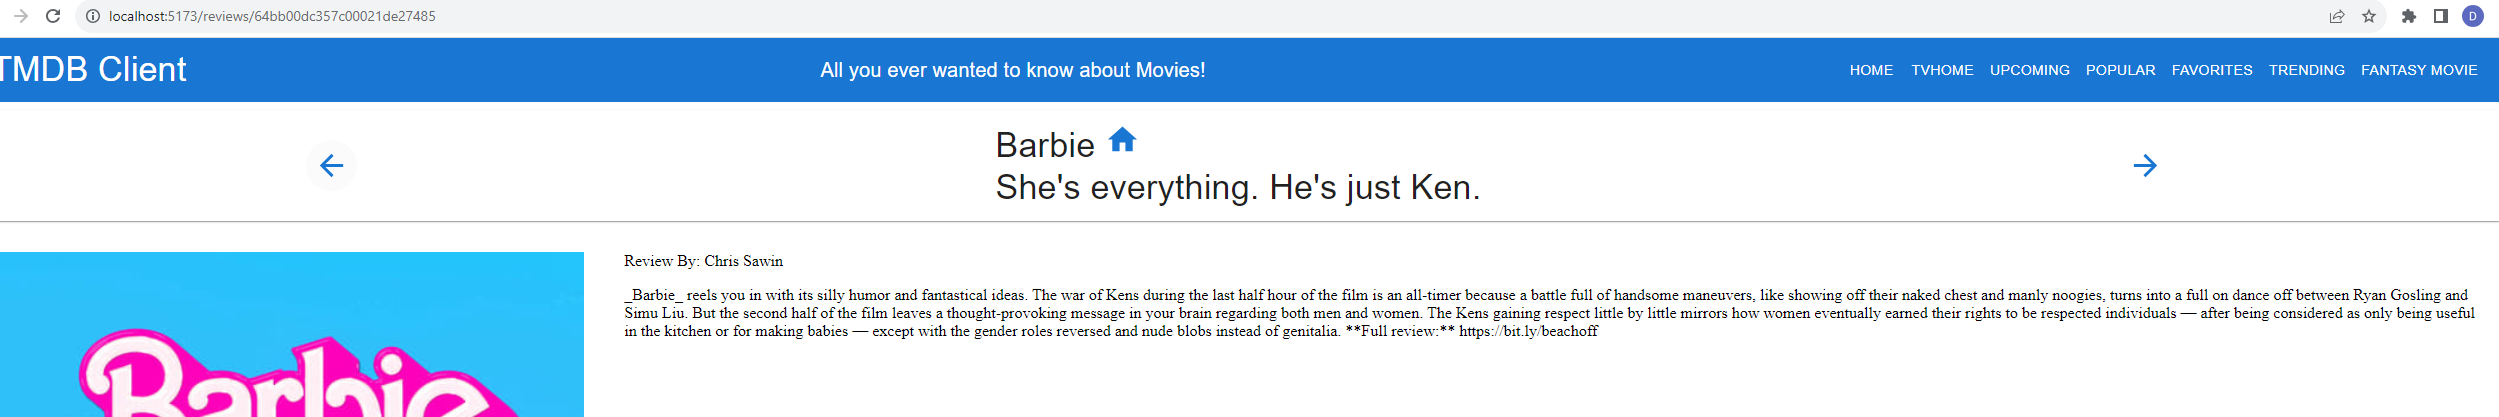 localhost:5173/reviews/64bb00dc357c00021de27485
D
TMDB Client
All you ever wanted to know about Movies!
HOME TVHOME UPCOMING POPULAR FAVORITES TRENDING FANTASY MOVIE
Barbie
She's everything. He's just Ken.
Review By: Chris Sawin
_Barbie_ reels you in with its silly humor and fantastical ideas. The war of Kens during the last half hour of the film is an all-timer because a battle full of handsome maneuvers, like showing off their naked chest and manly noogies, turns into a full on dance off between Ryan Gosling and
Simu Liu. But the second half of the film leaves a thought-provoking message in your brain regarding both men and women. The Kens gaining respect little by little mirrors how women eventually earned their rights to be respected individuals — after being considered as only being useful
in the kitchen or for making babies — except with the gender roles reversed and nude blobs instead of genitalia. **Full review:** https://bit.ly/beachoff
Barbie